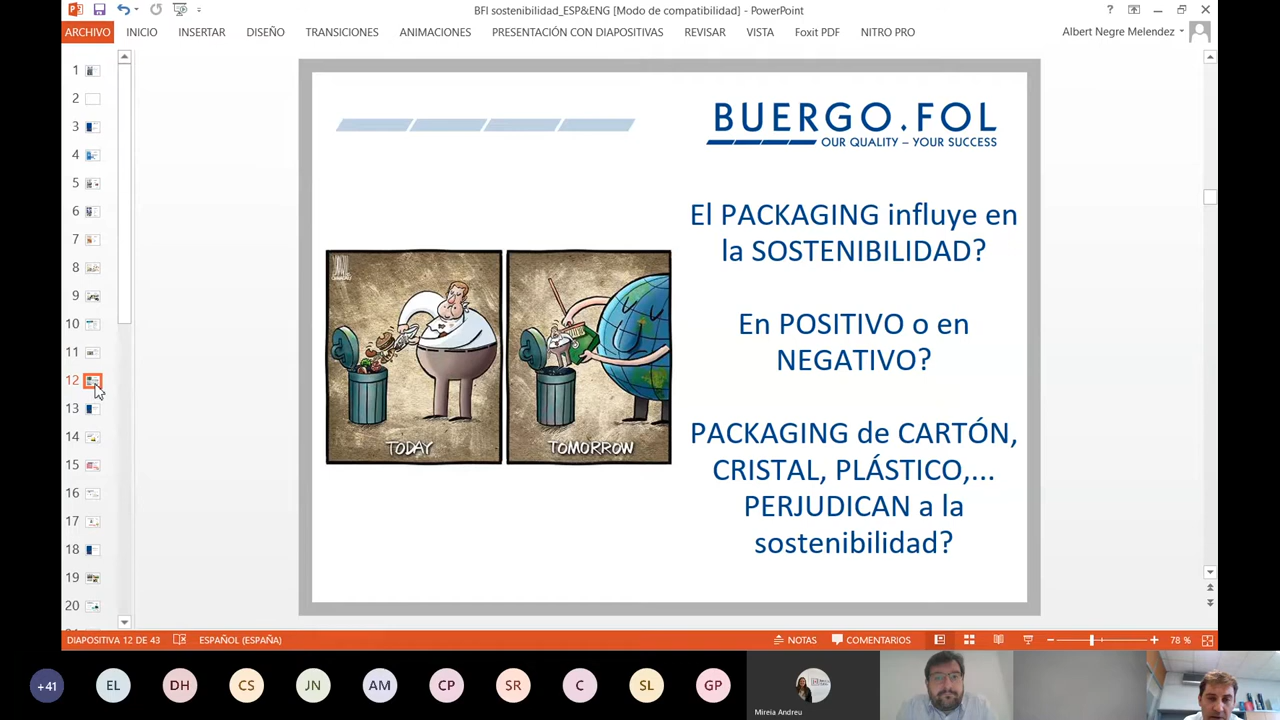 BFI sostenibilidad_ESP&ENG [Modo de compatibilidad] - PowerPoint
ARCHIVO INICIO INSERTAR DISEÑO TRANSICIONES ANIMACIONES PRESENTACIÓN CON DIAPOSITIVAS REVISAR VISTA Foxit PDF NITRO PRO Albert Negre Melendez
1
2
3
4
5
6
7
8
9
10
11
12
13
14
15
16
17
18
19
20
BUERGO.FOL
OUR QUALITY – YOUR SUCCESS
El PACKAGING influye en
la SOSTENIBILIDAD?
En POSITIVO o en
NEGATIVO?
PACKAGING de CARTÓN,
CRISTAL, PLÁSTICO,...
PERJUDICAN a la
sostenibilidad?
TODAY
TOMORROW
DIAPOSITIVA 12 DE 43 ESPAÑOL (ESPAÑA) NOTAS COMENTARIOS 78 %
+41 EL DH CS JN AM CP SR C SL GP
Mireia Andreu